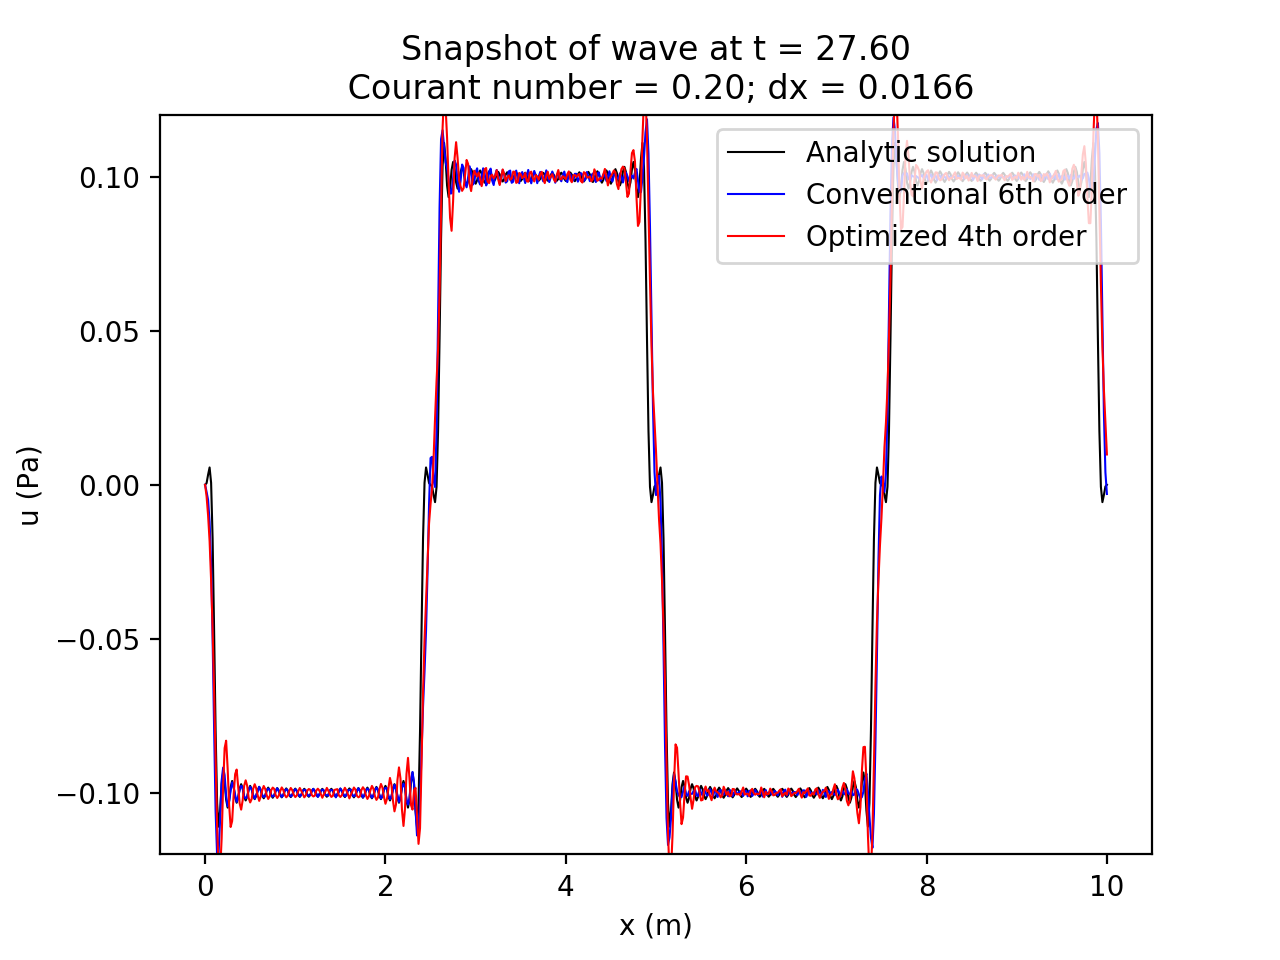 Snapshot of wave at t = 27.60
Courant number = 0.20; dx = 0.0166
Analytic solution
Conventional 6th order
Optimized 4th order
0.10
0.05
0.00
−0.05
−0.10
u (Pa)
0 2 4 6 8 10
x (m)